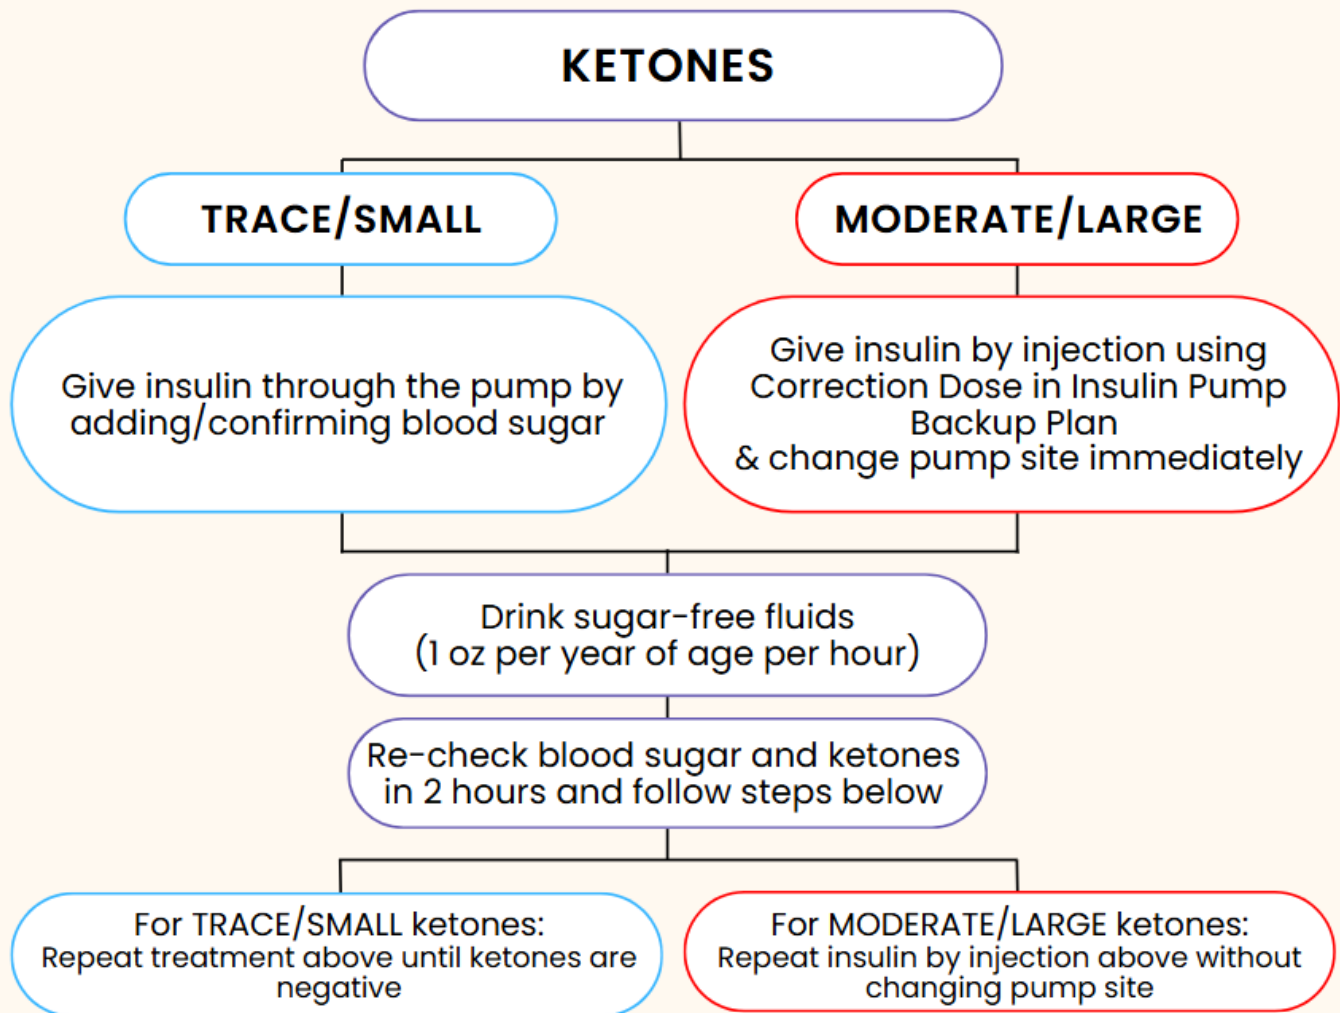 KETONES
TRACE/SMALL
MODERATE/LARGE
Give insulin through the pump by
adding/confirming blood sugar
Give insulin by injection using
Correction Dose in Insulin Pump
Backup Plan
& change pump site immediately
Drink sugar-free fluids
(1 oz per year of age per hour)
Re-check blood sugar and ketones
in 2 hours and follow steps below
For TRACE/SMALL ketones:
Repeat treatment above until ketones are
negative
For MODERATE/LARGE ketones:
Repeat insulin by injection above without
changing pump site